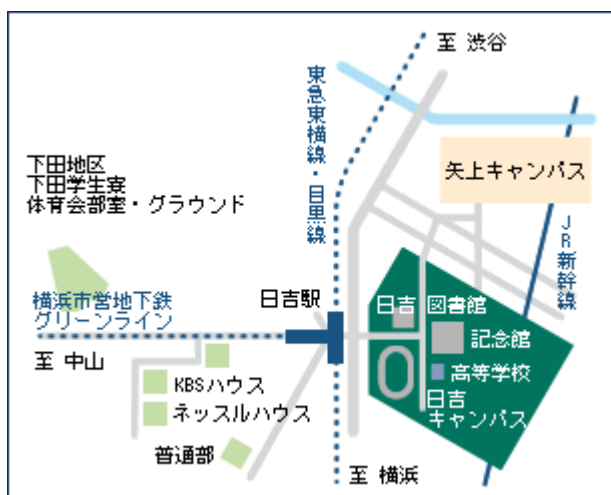 至 渋谷
東急東横線・目黒線
下田地区
下田学生寮
体育会部室・グラウンド
矢上キャンパス
JR新幹線
横浜市営地下鉄
グリーンライン
日吉駅
日吉 図書館
記念館
至 中山
高等学校
KBSハウス
日吉
キャンパス
ネッスルハウス
普通部
至 横浜